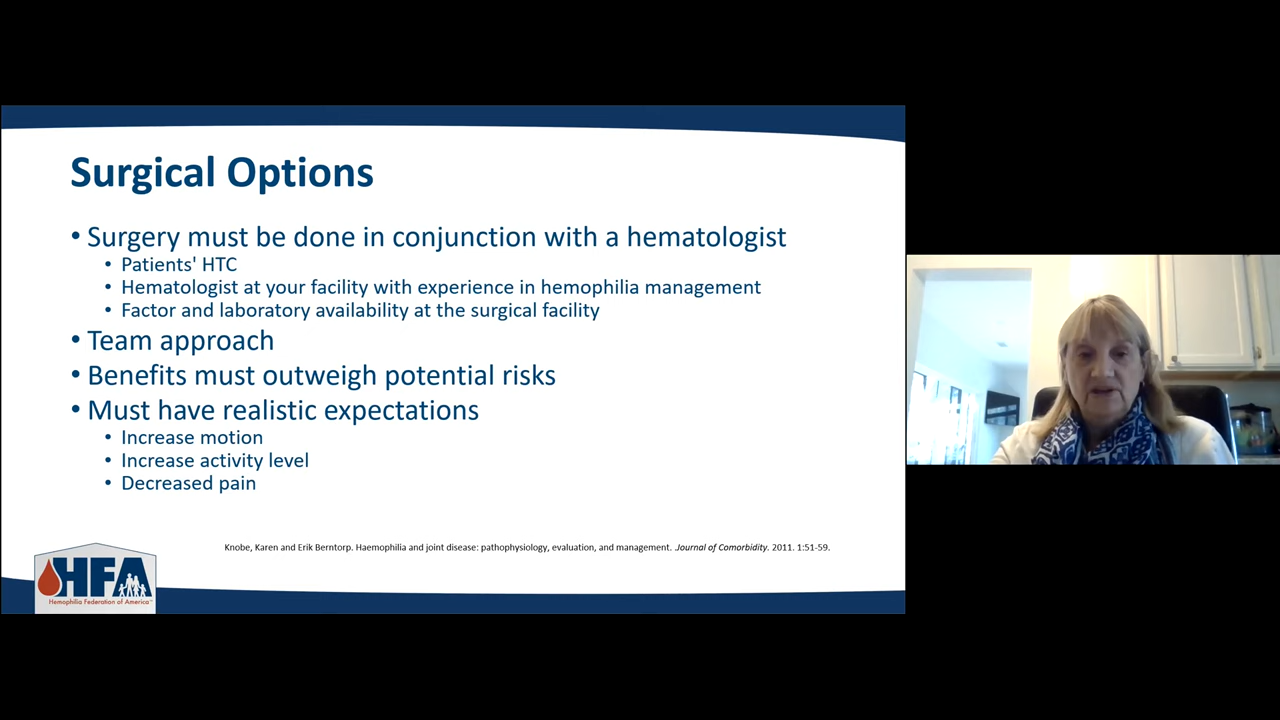 Surgical Options
• Surgery must be done in conjunction with a hematologist
• Patients' HTC
• Hematologist at your facility with experience in hemophilia management
• Factor and laboratory availability at the surgical facility
• Team approach
• Benefits must outweigh potential risks
• Must have realistic expectations
• Increase motion
• Increase activity level
• Decreased pain
Knobe, Karen and Erik Berntorp. Haemophilia and joint disease: pathophysiology, evaluation, and management. .Journal of Comorbidity. 2011. 1:51-59.
HFA
Hemophilia Federation of America